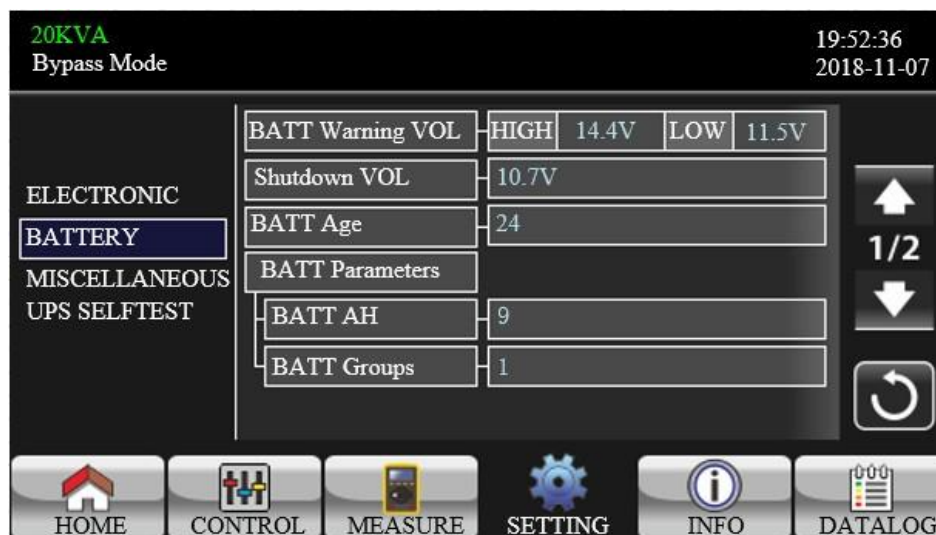 20KVA
19:52:36
Bypass Mode
2018-11-07
ELECTRONIC
BATTERY
MISCELLANEOUS
UPS SELFTEST
BATT Warning VOL HIGH 14.4V LOW 11.5V
Shutdown VOL 10.7V
BATT Age 24
BATT Parameters
BATT AH 9
BATT Groups 1
1/2
HOME CONTROL MEASURE SETTING INFO DATALOG